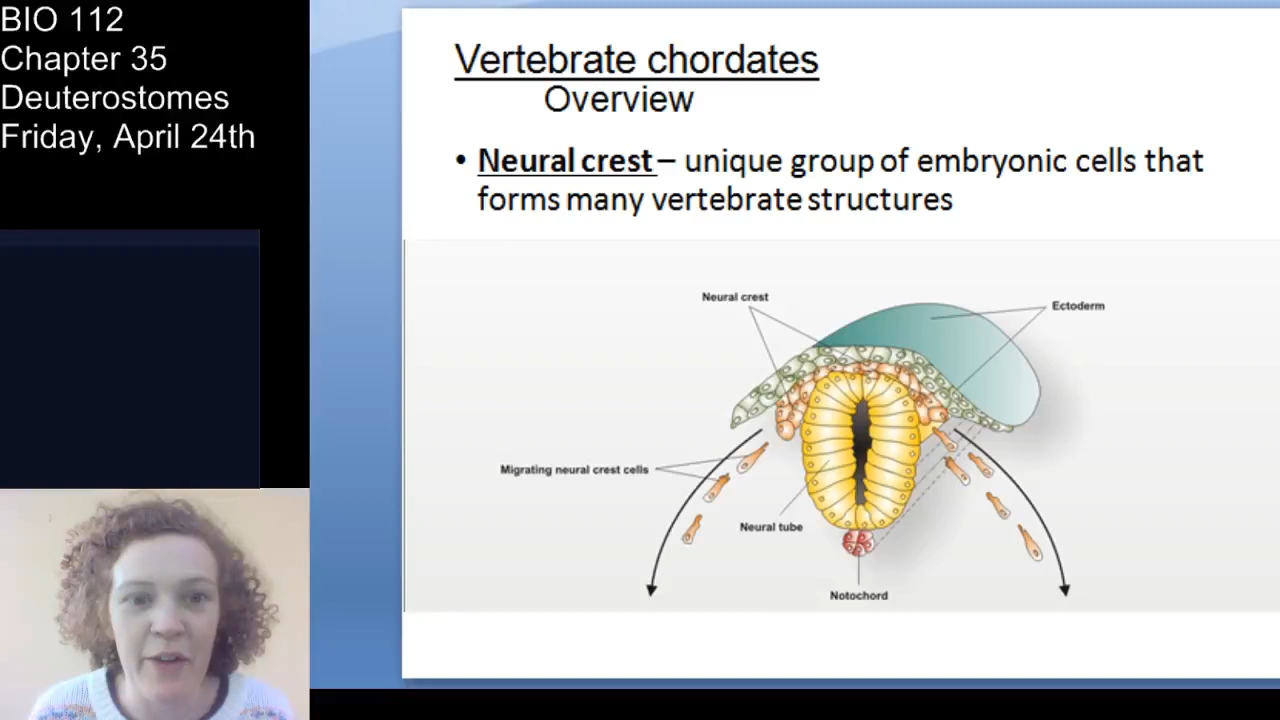 BIO 112
Chapter 35
Deuterostomes
Friday, April 24th
Vertebrate chordates
Overview
• Neural crest – unique group of embryonic cells that
forms many vertebrate structures
Neural crest
Ectoderm
Migrating neural crest cells
Neural tube
Notochord